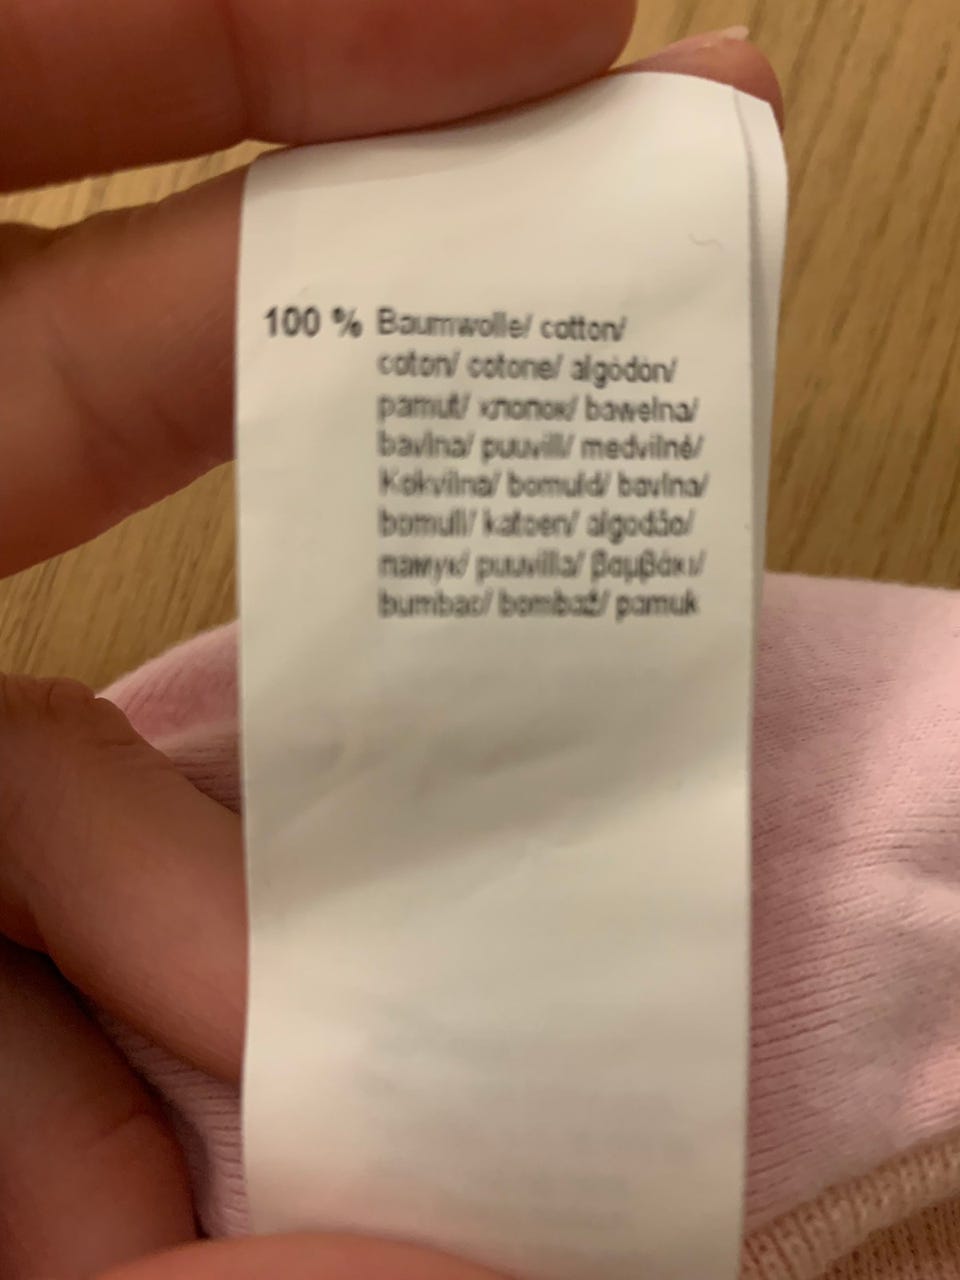 100 % Baumwolle/ cotton/
coton/ cotone/ algodón/
pamut/ хлопок/ bawełna/
bavlna/ puuvill/ medvilnė/
Kokvilna/ bomuld/ bavlna/
bomull/ katoen/ algodão/
памук/ puuvilla/ βαμβάκι/
bumbac/ bombaž/ pamuk